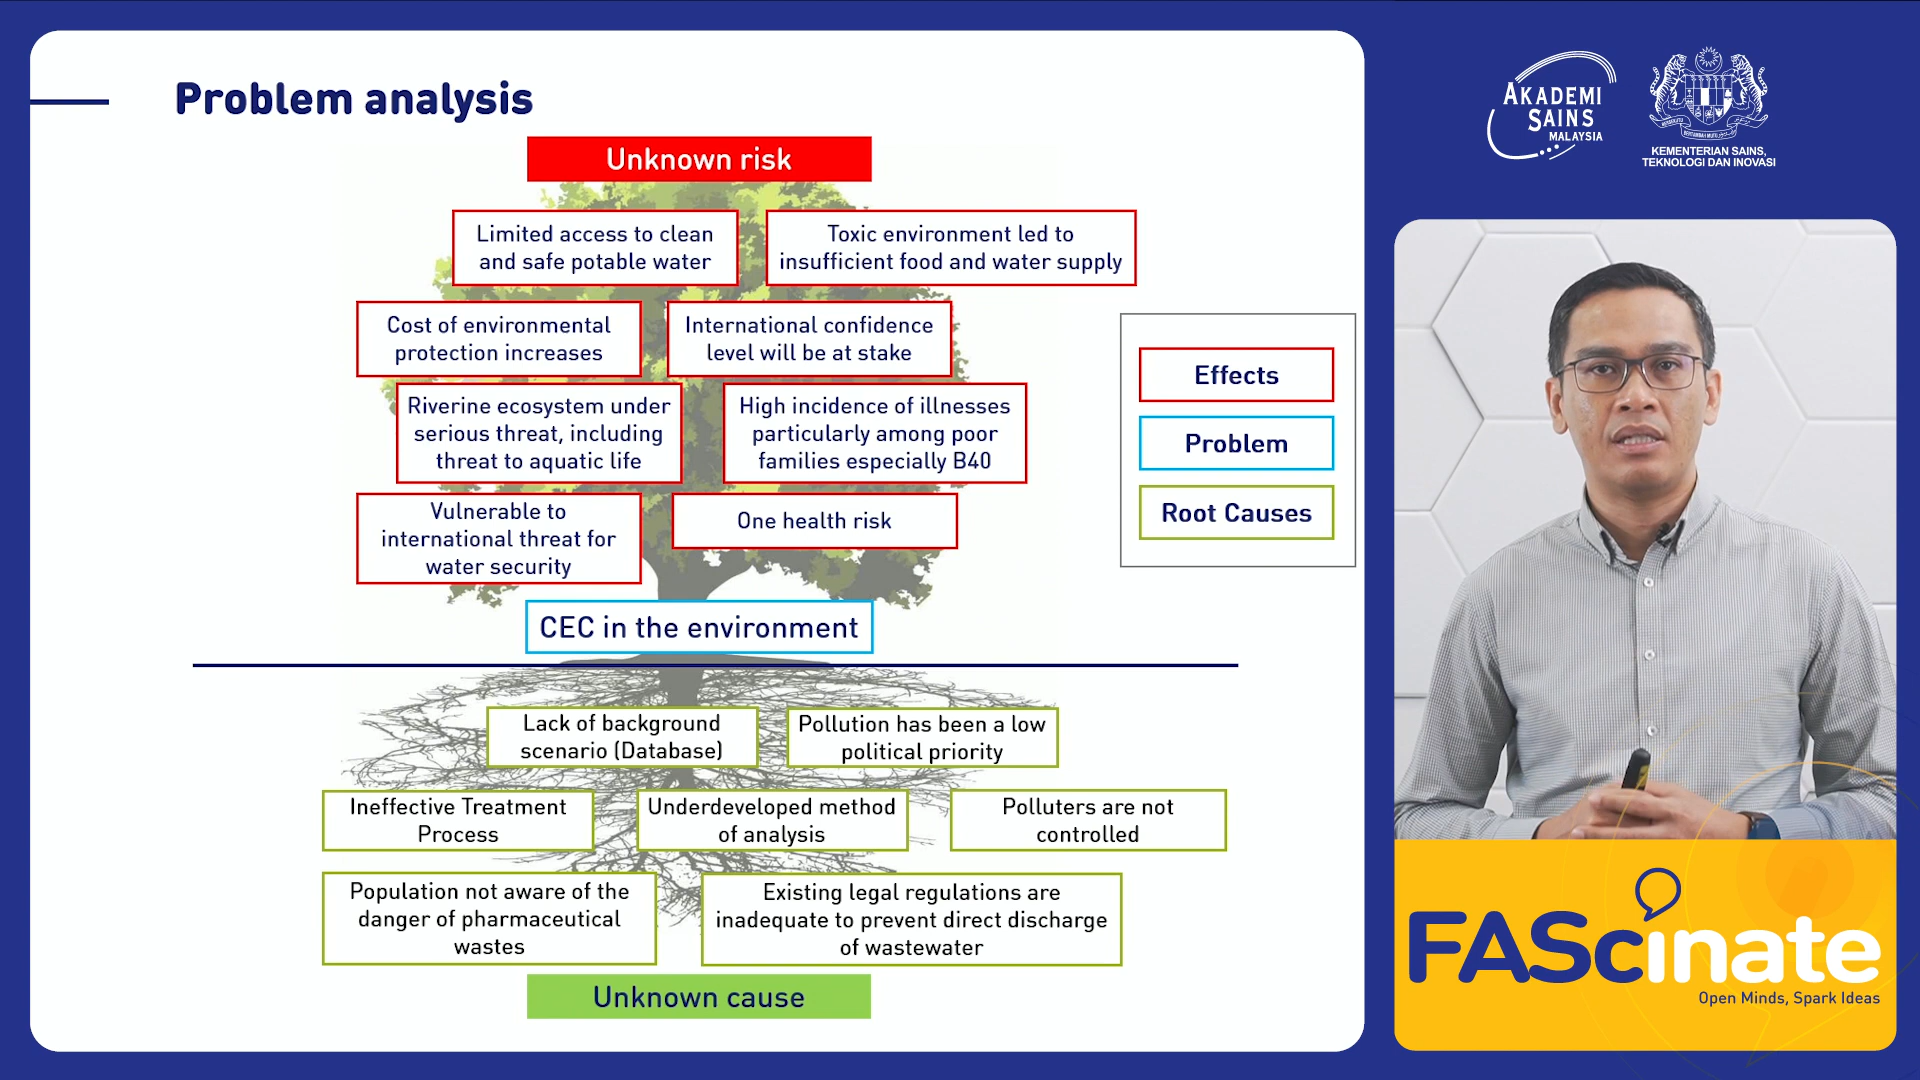 Problem analysis
Unknown risk
Limited access to clean
and safe potable water
Toxic environment led to
insufficient food and water supply
Cost of environmental
protection increases
International confidence
level will be at stake
Riverine ecosystem under
serious threat, including
threat to aquatic life
High incidence of illnesses
particularly among poor
families especially B40
Vulnerable to
international threat for
water security
One health risk
CEC in the environment
Lack of background
scenario (Database)
Pollution has been a low
political priority
Ineffective Treatment
Process
Underdeveloped method
of analysis
Polluters are not
controlled
Population not aware of the
danger of pharmaceutical
wastes
Existing legal regulations are
inadequate to prevent direct discharge
of wastewater
Unknown cause
Effects
Problem
Root Causes
AKADEMI
SAINS
MALAYSIA
KEMENTERIAN SAINS,
TEKNOLOGI DAN INOVASI
FAScinate
Open Minds, Spark Ideas